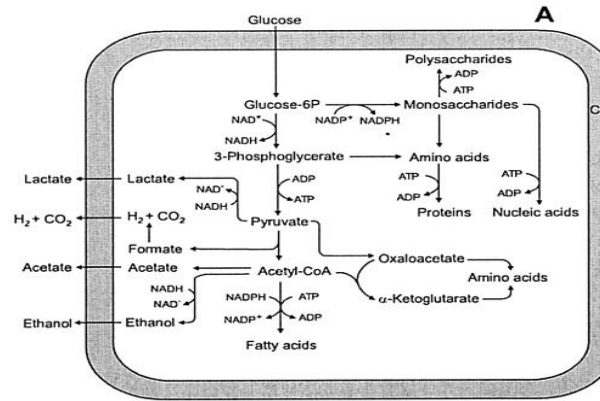 Glucose
A
Polysaccharides
ADP
ATP
Glucose-6P
Monosaccharides
C
NAD⁺
NADP⁺ NADPH
NADH
3-Phosphoglycerate
Amino acids
Lactate
Lactate
NAD⁺
NADH
ADP
ATP
ATP
ADP
ATP
ADP
H₂ + CO₂
H₂ + CO₂
Pyruvate
Proteins
Nucleic acids
Formate
Oxaloacetate
Acetate
Acetate
Acetyl-CoA
Amino acids
NADH
NAD⁺
NADPH
ATP
α-Ketoglutarate
NADP⁺
ADP
Ethanol
Ethanol
Fatty acids